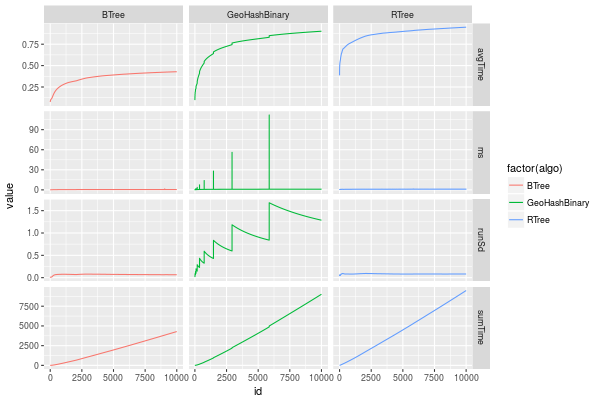 BTree GeoHashBinary RTree
0.75
0.50
0.25
avgTime
90
60
30
0
ms
value
1.5
1.0
0.5
0.0
runSd
7500
5000
2500
0
sumTime
0 2500 5000 7500 10000 0 2500 5000 7500 10000 0 2500 5000 7500 10000
id
factor(algo)
BTree
GeoHashBinary
RTree